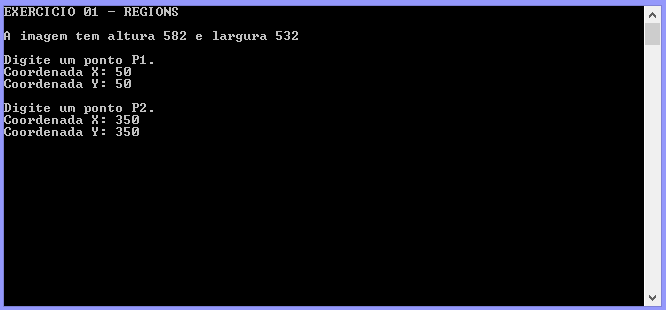 EXERCICIO 01 - REGIONS
A imagem tem altura 582 e largura 532
Digite um ponto P1.
Coordenada X: 50
Coordenada Y: 50
Digite um ponto P2.
Coordenada X: 350
Coordenada Y: 350